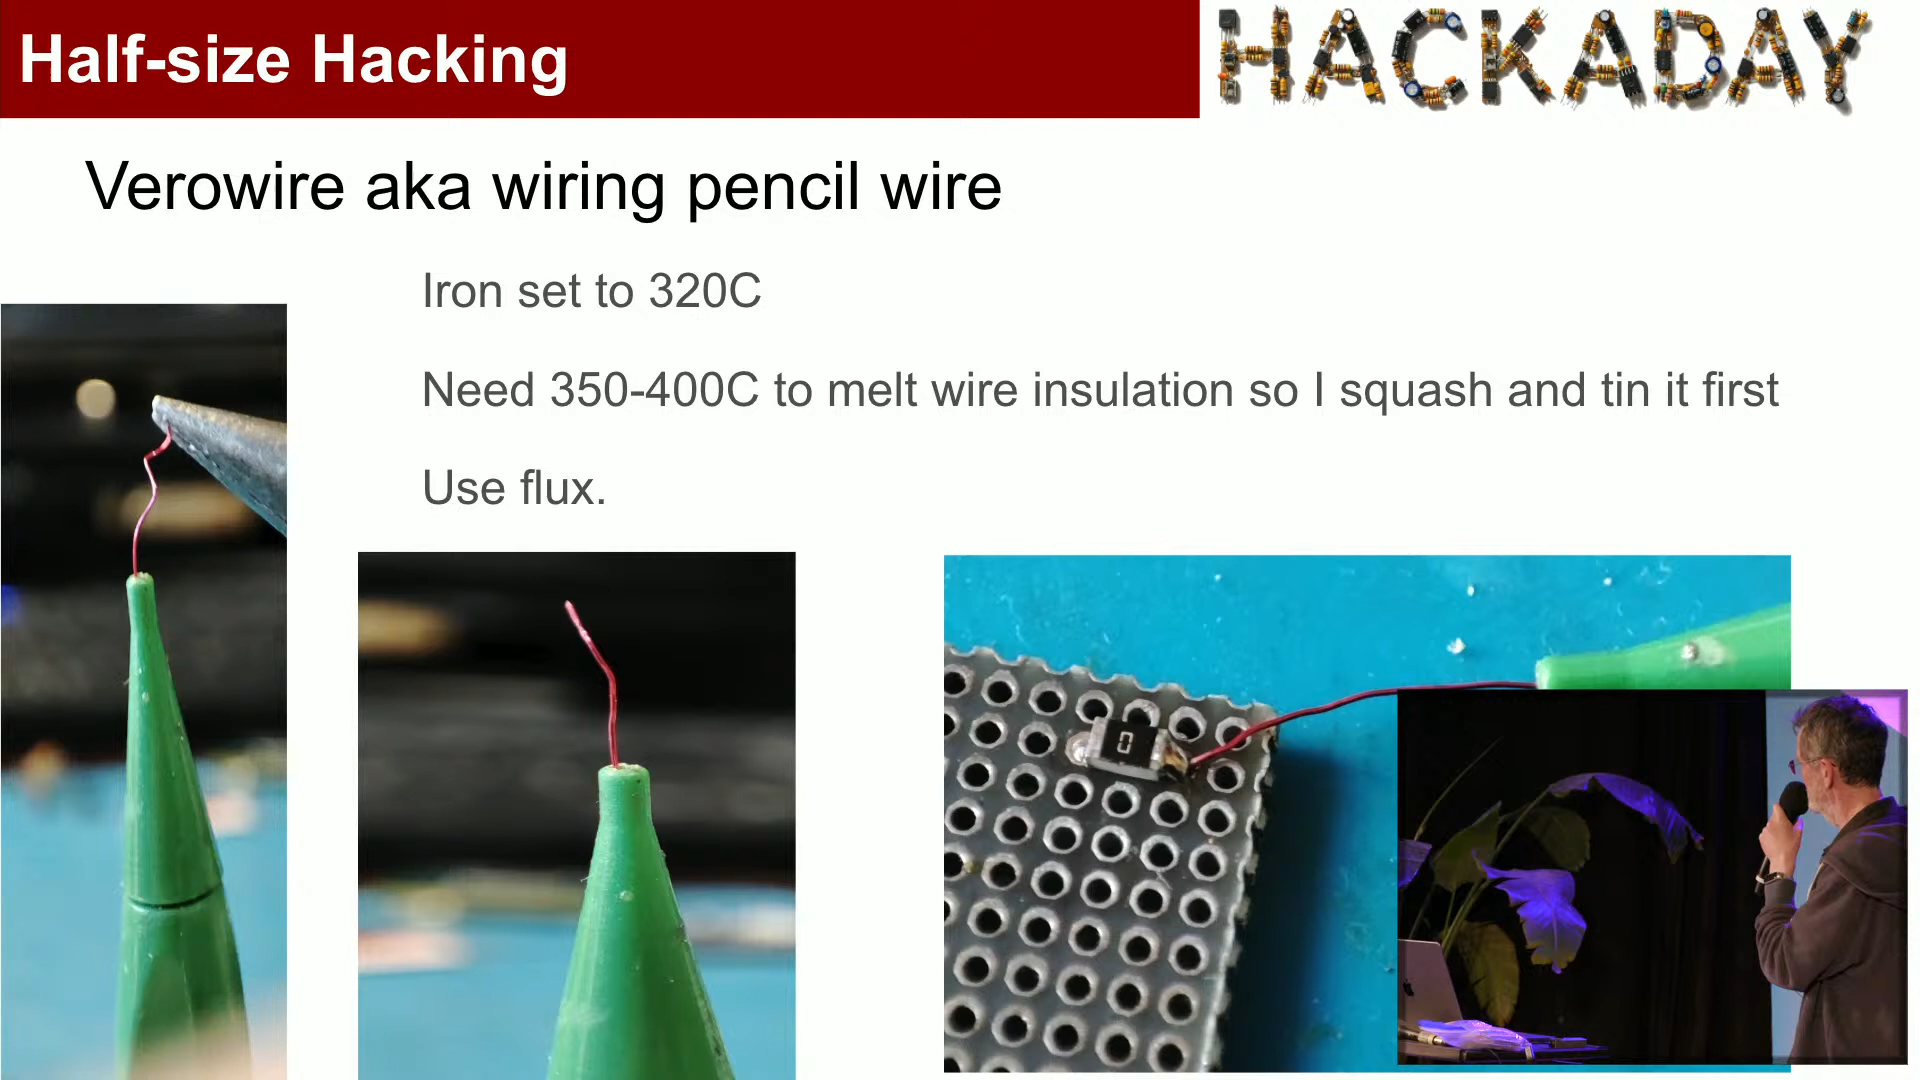 Half-size Hacking
HACKADAY
Verowire aka wiring pencil wire
Iron set to 320C
Need 350-400C to melt wire insulation so I squash and tin it first
Use flux.
0